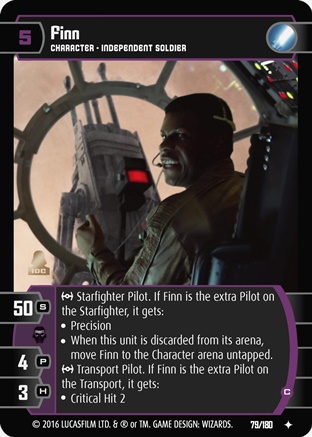 5
Finn
CHARACTER - INDEPENDENT SOLDIER
IDC
50 S
4 P
3 H
Starfighter Pilot. If Finn is the extra Pilot on
the Starfighter, it gets:
• Precision
• When this unit is discarded from its arena,
move Finn to the Character arena untapped.
Transport Pilot. If Finn is the extra Pilot on
the Transport, it gets:
• Critical Hit 2
C
© 2016 LUCASFILM LTD. & ® or TM. GAME DESIGN: WIZARDS. 79/180